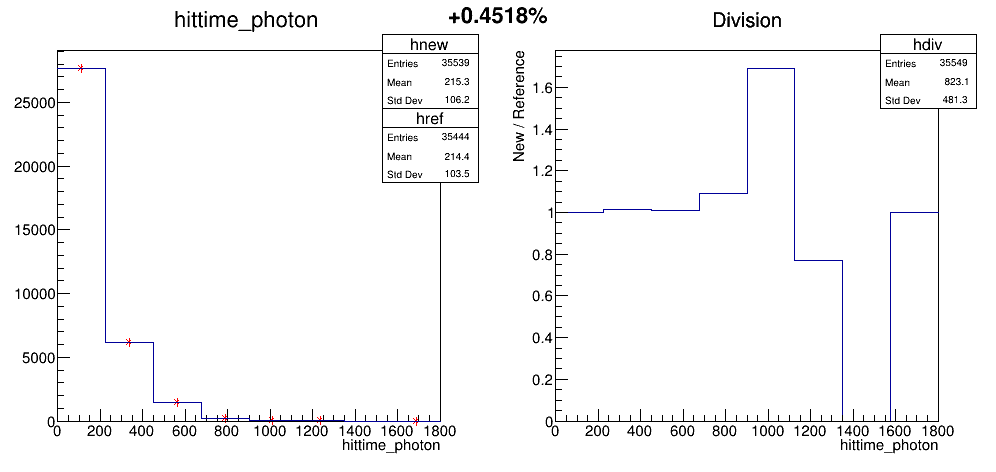 +0.4518%
hittime_photon
hnew
Entries 35539
Mean 215.3
Std Dev 106.2
href
Entries 35444
Mean 214.4
Std Dev 103.5
25000
20000
15000
10000
5000
0
0 200 400 600 800 1000 1200 1400 1600 1800
hittime_photon
Division
hdiv
Entries 35549
Mean 823.1
Std Dev 481.3
New / Reference
1.6
1.4
1.2
1
0.8
0.6
0.4
0.2
0
0 200 400 600 800 1000 1200 1400 1600 1800
hittime_photon